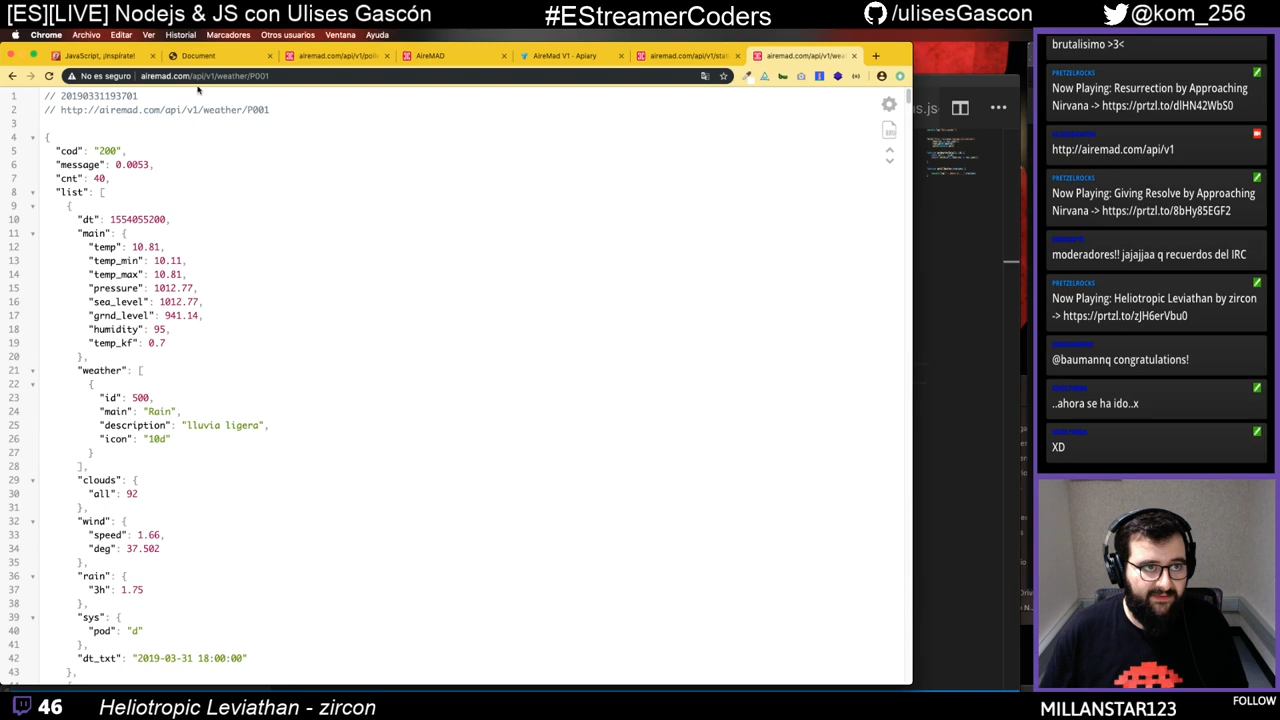 [ES][LIVE] Nodejs & JS con Ulises Gascón
#EStreamerCoders
/ulisesGascon
@kom_256
Chrome Archivo Editar Ver Historial Marcadores Otros usuarios Ventana Ayuda
JavaScript, ¡Inspírate! ×
Document ×
airemad.com/api/v1/pollu ×
AireMAD ×
AireMad V1 · Apiary ×
airemad.com/api/v1/stati ×
airemad.com/api/v1/wea ×
No es seguro | airemad.com/api/v1/weather/P001
1 // 20190331193701
2 // http://airemad.com/api/v1/weather/P001
3
4 {
5 "cod": "200",
6 "message": 0.0053,
7 "cnt": 40,
8 "list": [
9 {
10 "dt": 1554055200,
11 "main": {
12 "temp": 10.81,
13 "temp_min": 10.11,
14 "temp_max": 10.81,
15 "pressure": 1012.77,
16 "sea_level": 1012.77,
17 "grnd_level": 941.14,
18 "humidity": 95,
19 "temp_kf": 0.7
20 },
21 "weather": [
22 {
23 "id": 500,
24 "main": "Rain",
25 "description": "lluvia ligera",
26 "icon": "10d"
27 }
28 ],
29 "clouds": {
30 "all": 92
31 },
32 "wind": {
33 "speed": 1.66,
34 "deg": 37.502
35 },
36 "rain": {
37 "3h": 1.75
38 },
39 "sys": {
40 "pod": "d"
41 },
42 "dt_txt": "2019-03-31 18:00:00"
43 },
ns.js
brutalisimo >3<
PRETZELROCKS
Now Playing: Resurrection by Approaching
Nirvana -> https://prtzl.to/dIHN42WbS0
http://airemad.com/api/v1
PRETZELROCKS
Now Playing: Giving Resolve by Approaching
Nirvana -> https://prtzl.to/8bHy85EGF2
moderadores!! jajajjaa q recuerdos del IRC
PRETZELROCKS
Now Playing: Heliotropic Leviathan by zircon
-> https://prtzl.to/zJH6erVbu0
@baumannq congratulations!
..ahora se ha ido..x
XD
46
Heliotropic Leviathan - zircon
FOLLOW
MILLANSTAR123